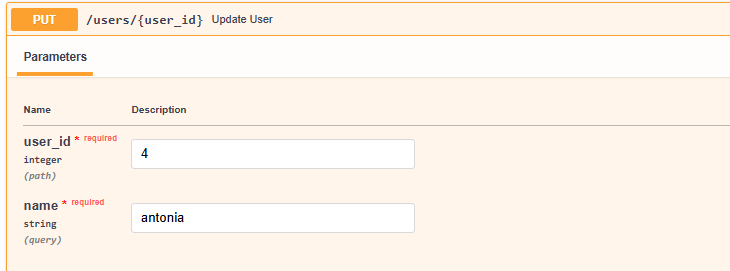 PUT /users/{user_id} Update User
Parameters
Name Description
user_id * required
integer
(path)
4
name * required
string
(query)
antonia